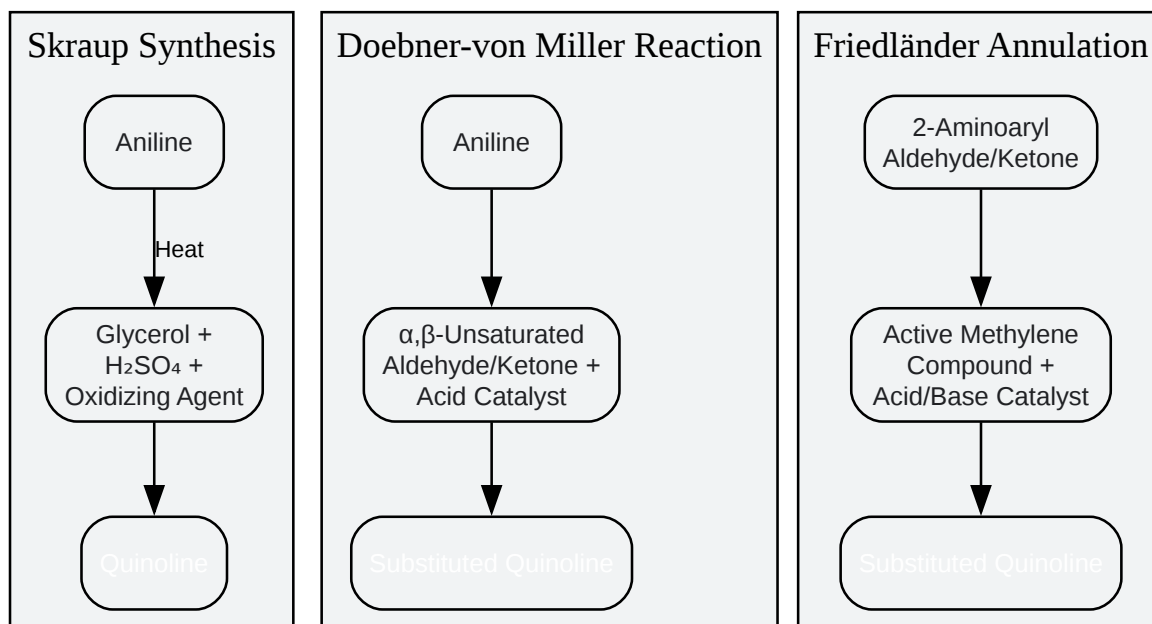 Skraup Synthesis
Aniline
Heat
Glycerol +
H₂SO₄ +
Oxidizing Agent
Quinoline
Doebner-von Miller Reaction
Aniline
α,β-Unsaturated
Aldehyde/Ketone +
Acid Catalyst
Substituted Quinoline
Friedländer Annulation
2-Aminoaryl
Aldehyde/Ketone
Active Methylene
Compound +
Acid/Base Catalyst
Substituted Quinoline